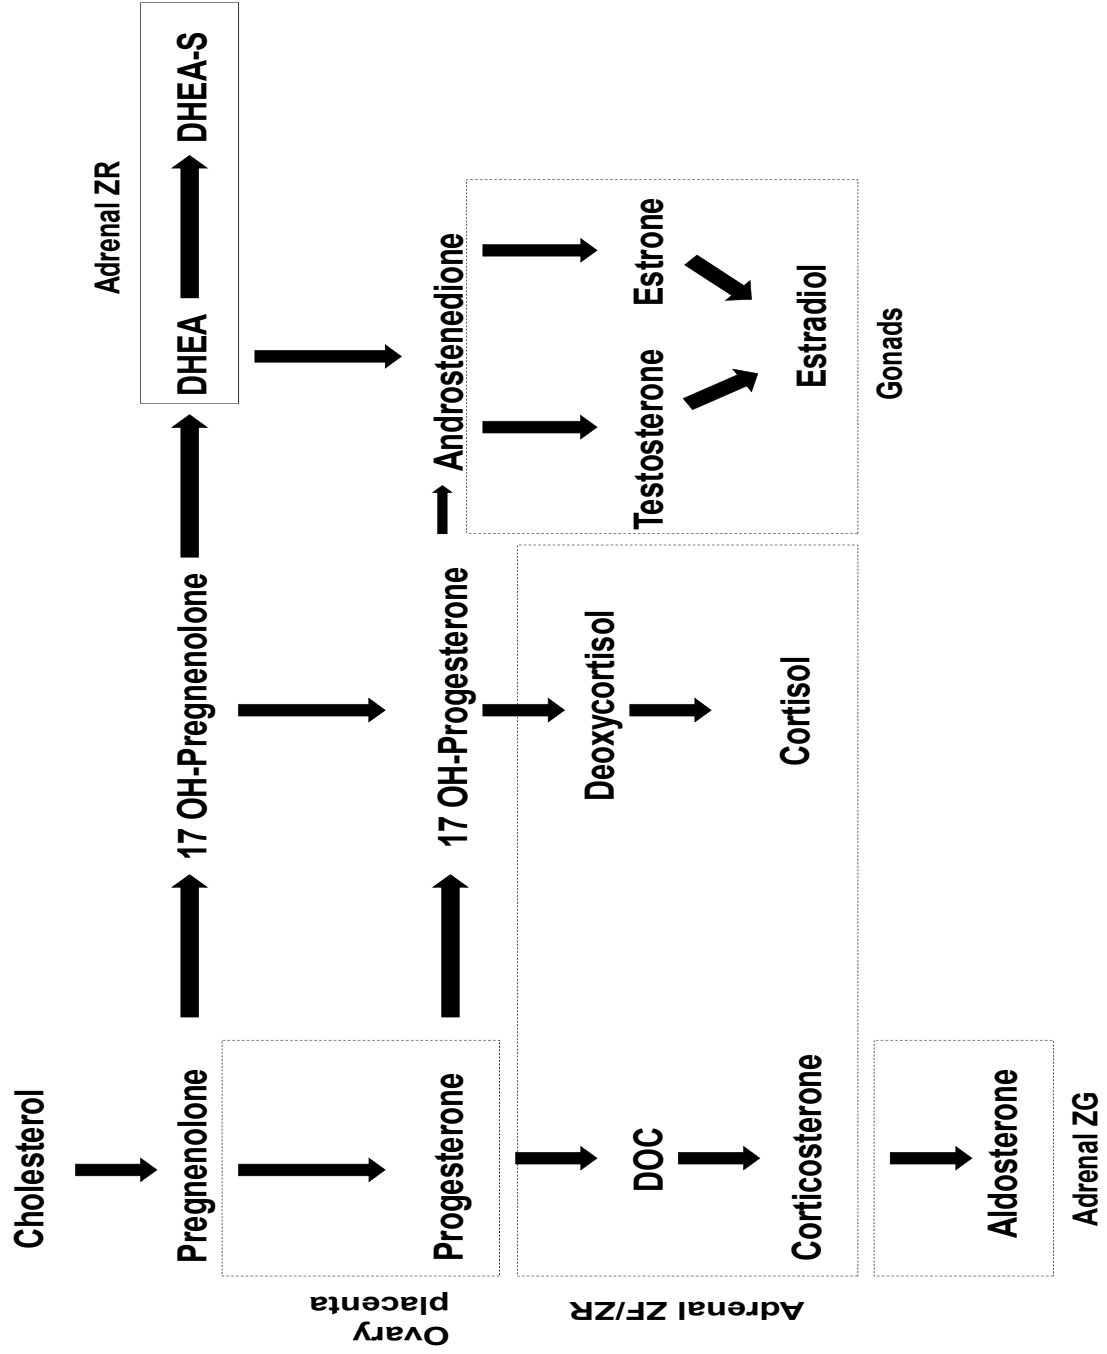 Adrenal ZR
Cholesterol
Pregnenolone
17 OH-Pregnenolone
DHEA
DHEA-S
Ovary
placenta
Progesterone
17 OH-Progesterone
Androstenedione
Adrenal ZF/ZR
DOC
Deoxycortisol
Testosterone
Estrone
Corticosterone
Cortisol
Estradiol
Gonads
Aldosterone
Adrenal ZG